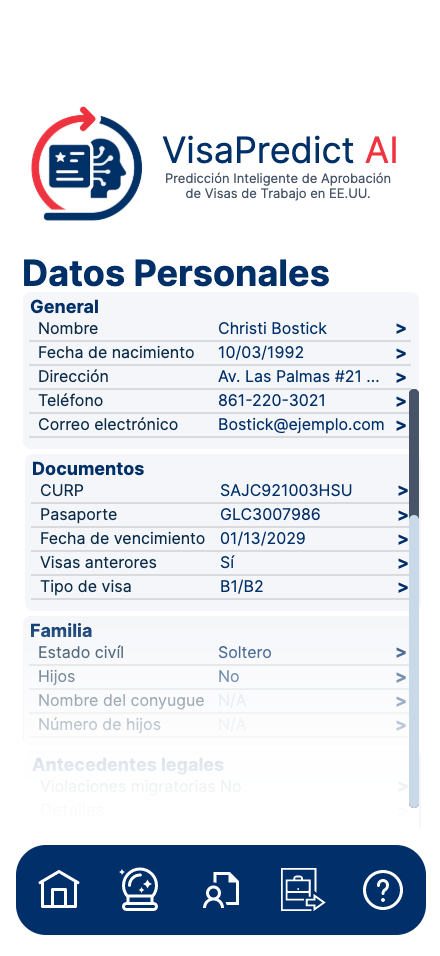 VisaPredict AI
Predicción Inteligente de Aprobación
de Visas de Trabajo en EE.UU.
Datos Personales
General
Nombre Christi Bostick >
Fecha de nacimiento 10/03/1992 >
Dirección Av. Las Palmas #21 ... >
Teléfono 861-220-3021 >
Correo electrónico Bostick@ejemplo.com >
Documentos
CURP SAJC921003HSU >
Pasaporte GLC3007986 >
Fecha de vencimiento 01/13/2029 >
Visas anterores Sí >
Tipo de visa B1/B2 >
Familia
Estado civíl Soltero >
Hijos No >
Nombre del conyugue N/A >
Número de hijos N/A >
Antecedentes legales
Violaciones migratorias No >
Detalles